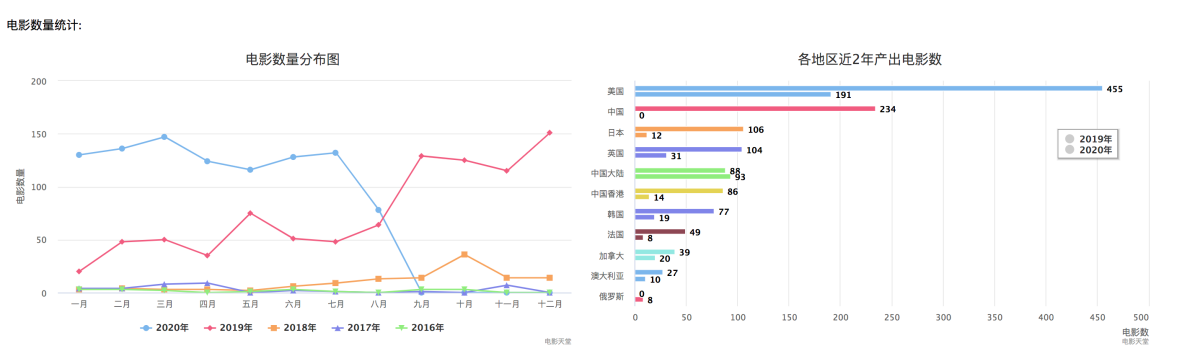 电影数量统计:
电影数量分布图
200
150
100
50
0
电影数量
一月 二月 三月 四月 五月 六月 七月 八月 九月 十月 十一月 十二月
2020年 2019年 2018年 2017年 2016年
电影天堂
各地区近2年产出电影数
美国 455
191
中国 234
0
日本 106
12
英国 104
31
中国大陆 88
93
中国香港 86
14
韩国 77
19
法国 49
8
加拿大 39
20
澳大利亚 27
10
俄罗斯 0
8
2019年
2020年
0 50 100 150 200 250 300 350 400 450 500
电影数
电影天堂